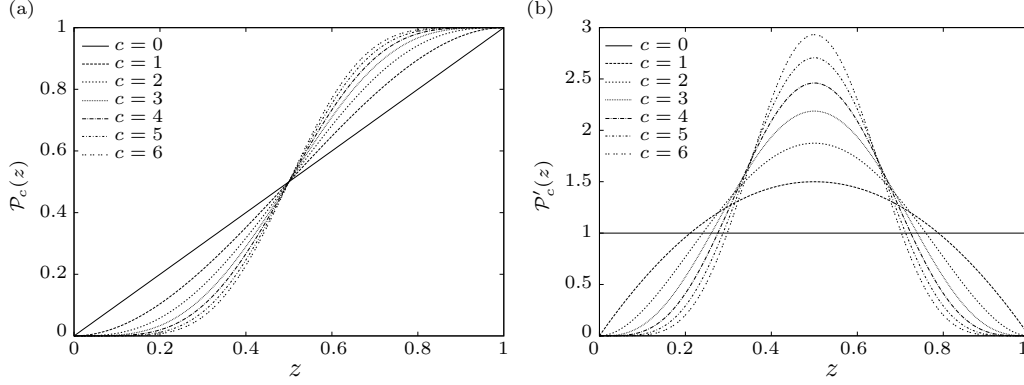 (a)
1
0.8
0.6
0.4
0.2
0
0 0.2 0.4 0.6 0.8 1
c = 0
c = 1
c = 2
c = 3
c = 4
c = 5
c = 6
𝒫c(z)
z
(b)
3
2.5
2
1.5
1
0.5
0
0 0.2 0.4 0.6 0.8 1
c = 0
c = 1
c = 2
c = 3
c = 4
c = 5
c = 6
𝒫′c(z)
z